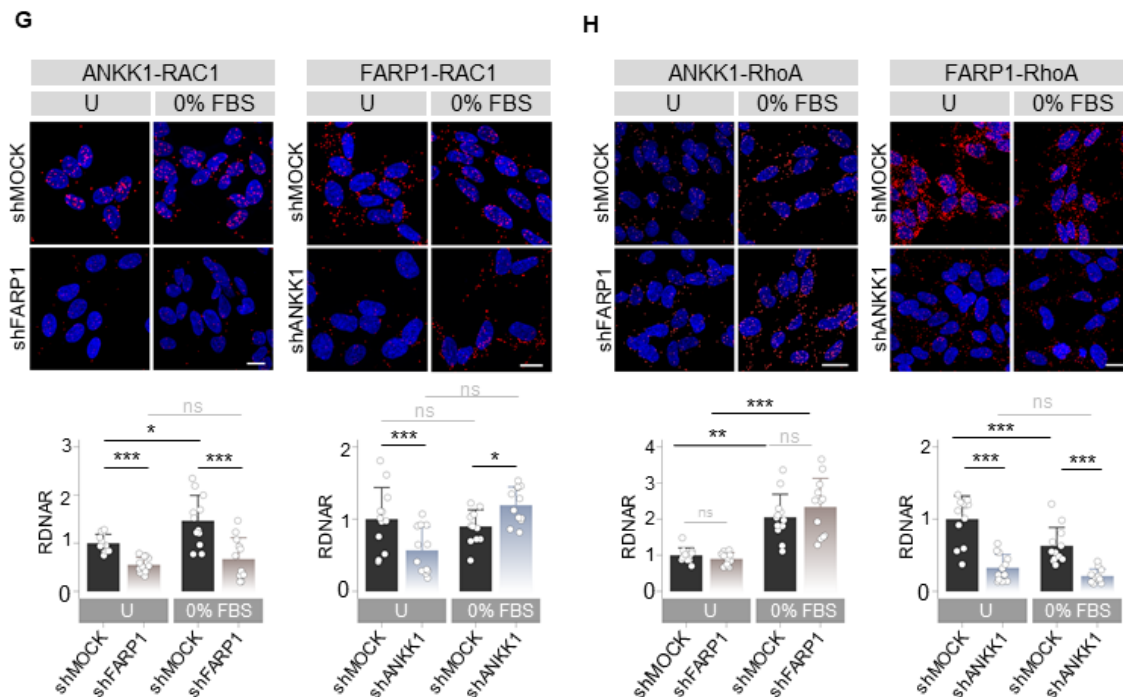 G
H
ANKK1-RAC1
FARP1-RAC1
ANKK1-RhoA
FARP1-RhoA
U
0% FBS
U
0% FBS
U
0% FBS
U
0% FBS
shMOCK
shFARP1
shMOCK
shANKK1
shMOCK
shFARP1
shMOCK
shANKK1
ns
*
***
***
3
2
1
0
RDNAR
U
0% FBS
shMOCK
shFARP1
shMOCK
shFARP1
ns
ns
***
*
2
1
0
RDNAR
U
0% FBS
shMOCK
shANKK1
shMOCK
shANKK1
***
**
ns
ns
4
3
2
1
0
RDNAR
U
0% FBS
shMOCK
shFARP1
shMOCK
shFARP1
ns
***
***
***
2
1
0
RDNAR
U
0% FBS
shMOCK
shANKK1
shMOCK
shANKK1